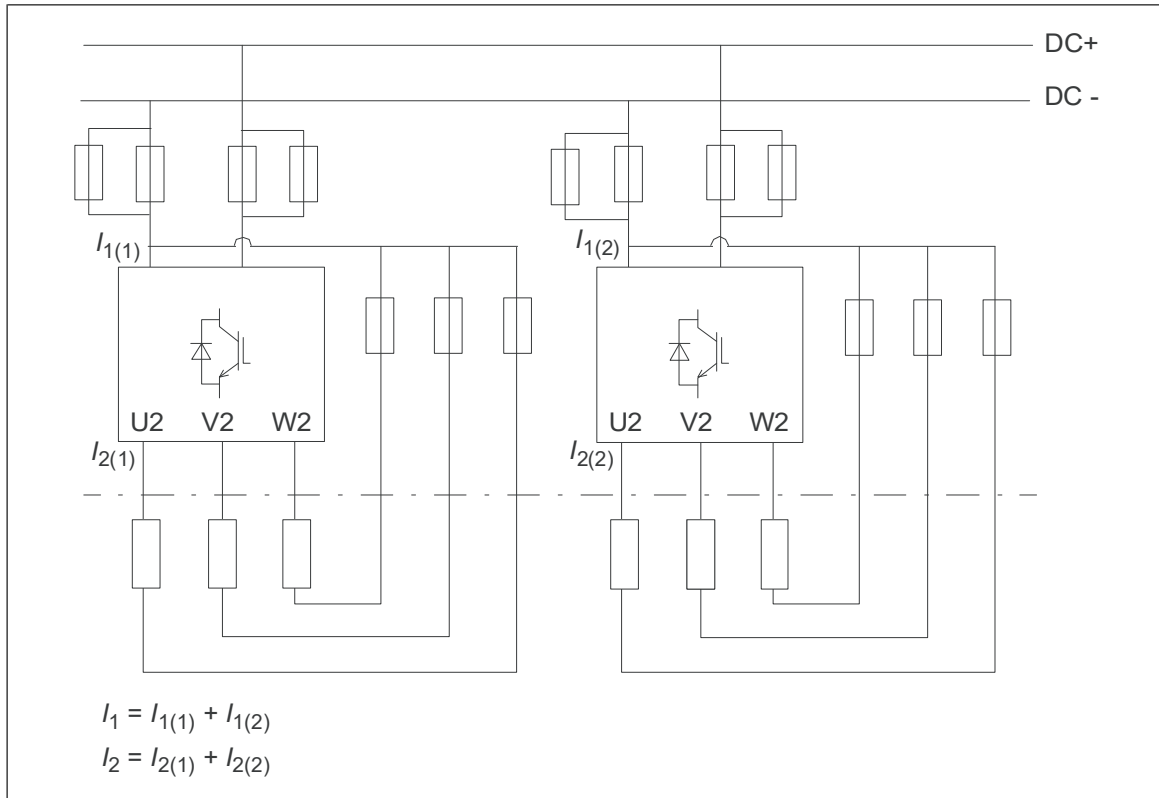 DC+
DC -
I1(1)
I1(2)
U2 V2 W2
U2 V2 W2
I2(1)
I2(2)
I1 = I1(1) + I1(2)
I2 = I2(1) + I2(2)